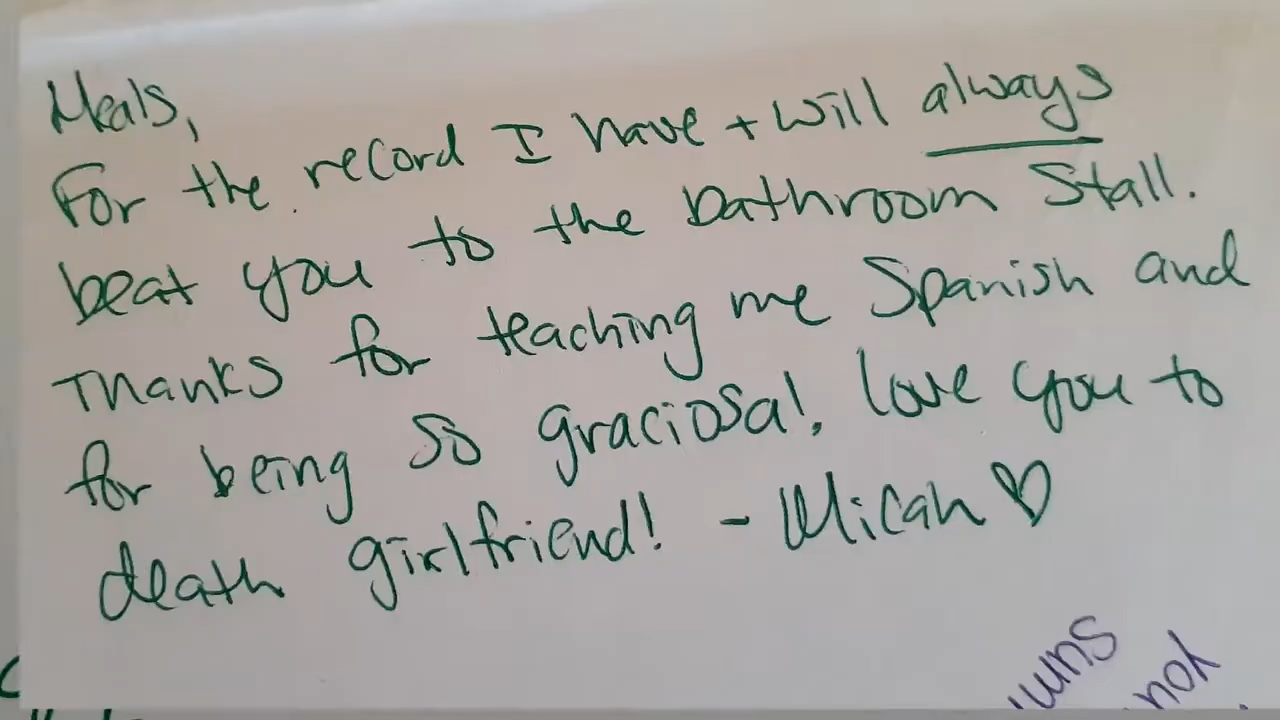 Meals,
For the record I have + will always
beat you to the bathroom stall.
Thanks for teaching me Spanish and
for being so graciosa!. love you to
death girlfriend! - Micah ♡